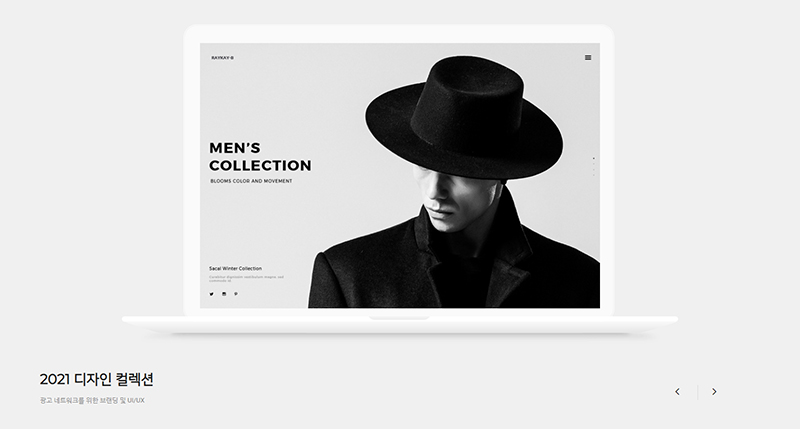 RAYKAY-B
MEN'S
COLLECTION
BLOOMS COLOR AND MOVEMENT
Sacai Winter Collection
2021 디자인 컬렉션
광고 네트워크를 위한 브랜딩 및 UI/UX